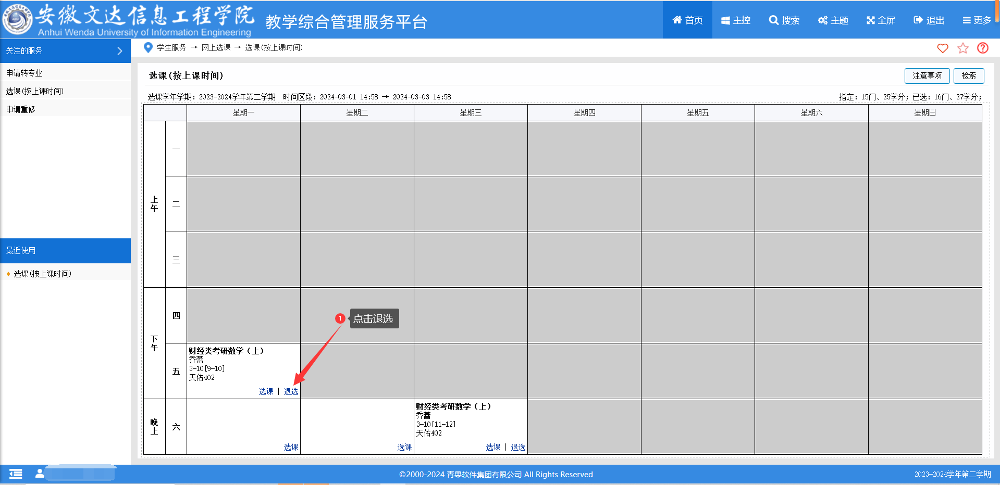 安徽文达信息工程学院
Anhui Wenda University of Information Engineering
教学综合管理服务平台
首页 主控 搜索 主题 全屏 退出 更多
关注的服务
申请转专业
选课(按上课时间)
申请重修
最近使用
选课(按上课时间)
学生服务 → 网上选课 → 选课(按上课时间)
选课(按上课时间)
注意事项 检索
选课学年学期：2023-2024学年第二学期 时间区段：2024-03-01 14:58 → 2024-03-03 14:58
指定：15门、25学分；已选：16门、27学分；
星期一 星期二 星期三 星期四 星期五 星期六 星期日
上午
一
二
三
下午
四
1 点击退选
五
财经类考研数学（上）
乔蕾
3-10[9-10]
天佑402
选课 | 退选
晚上
六
选课
选课
财经类考研数学（上）
乔蕾
3-10[11-12]
天佑402
选课 | 退选
©2000-2024 青果软件集团有限公司 All Rights Reserved
2023-2024学年第二学期